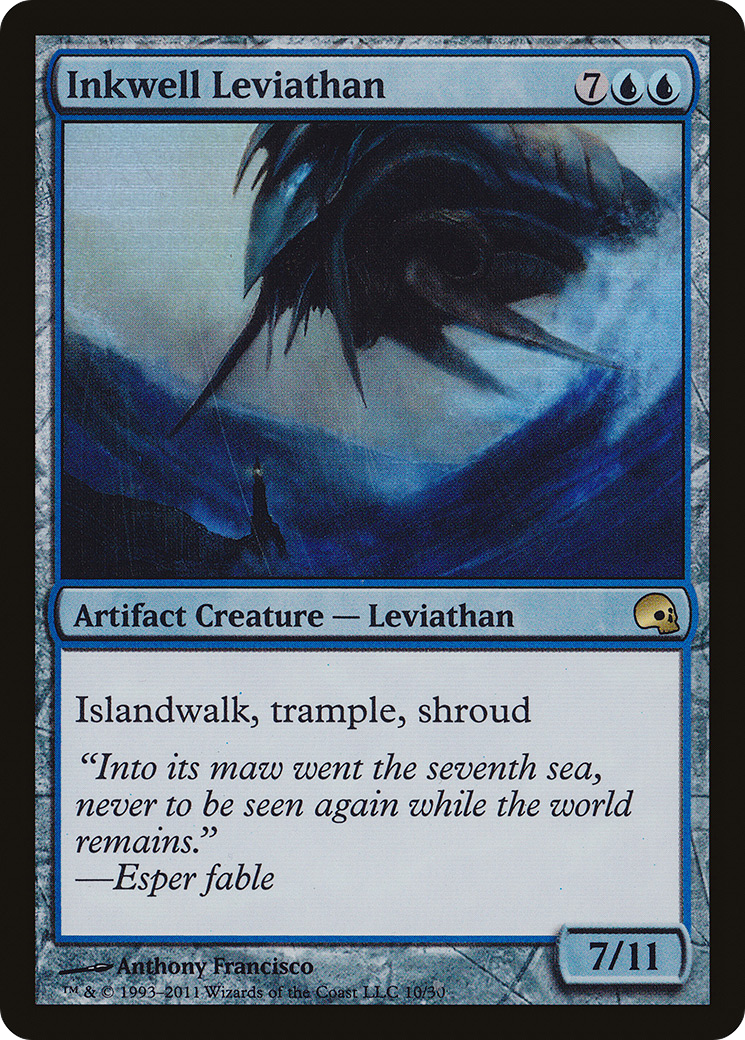 Inkwell Leviathan 7
Artifact Creature — Leviathan
Islandwalk, trample, shroud
“Into its maw went the seventh sea,
never to be seen again while the world
remains.”
—Esper fable
7/11
Anthony Francisco
™ & © 1993–2011 Wizards of the Coast LLC 10/30